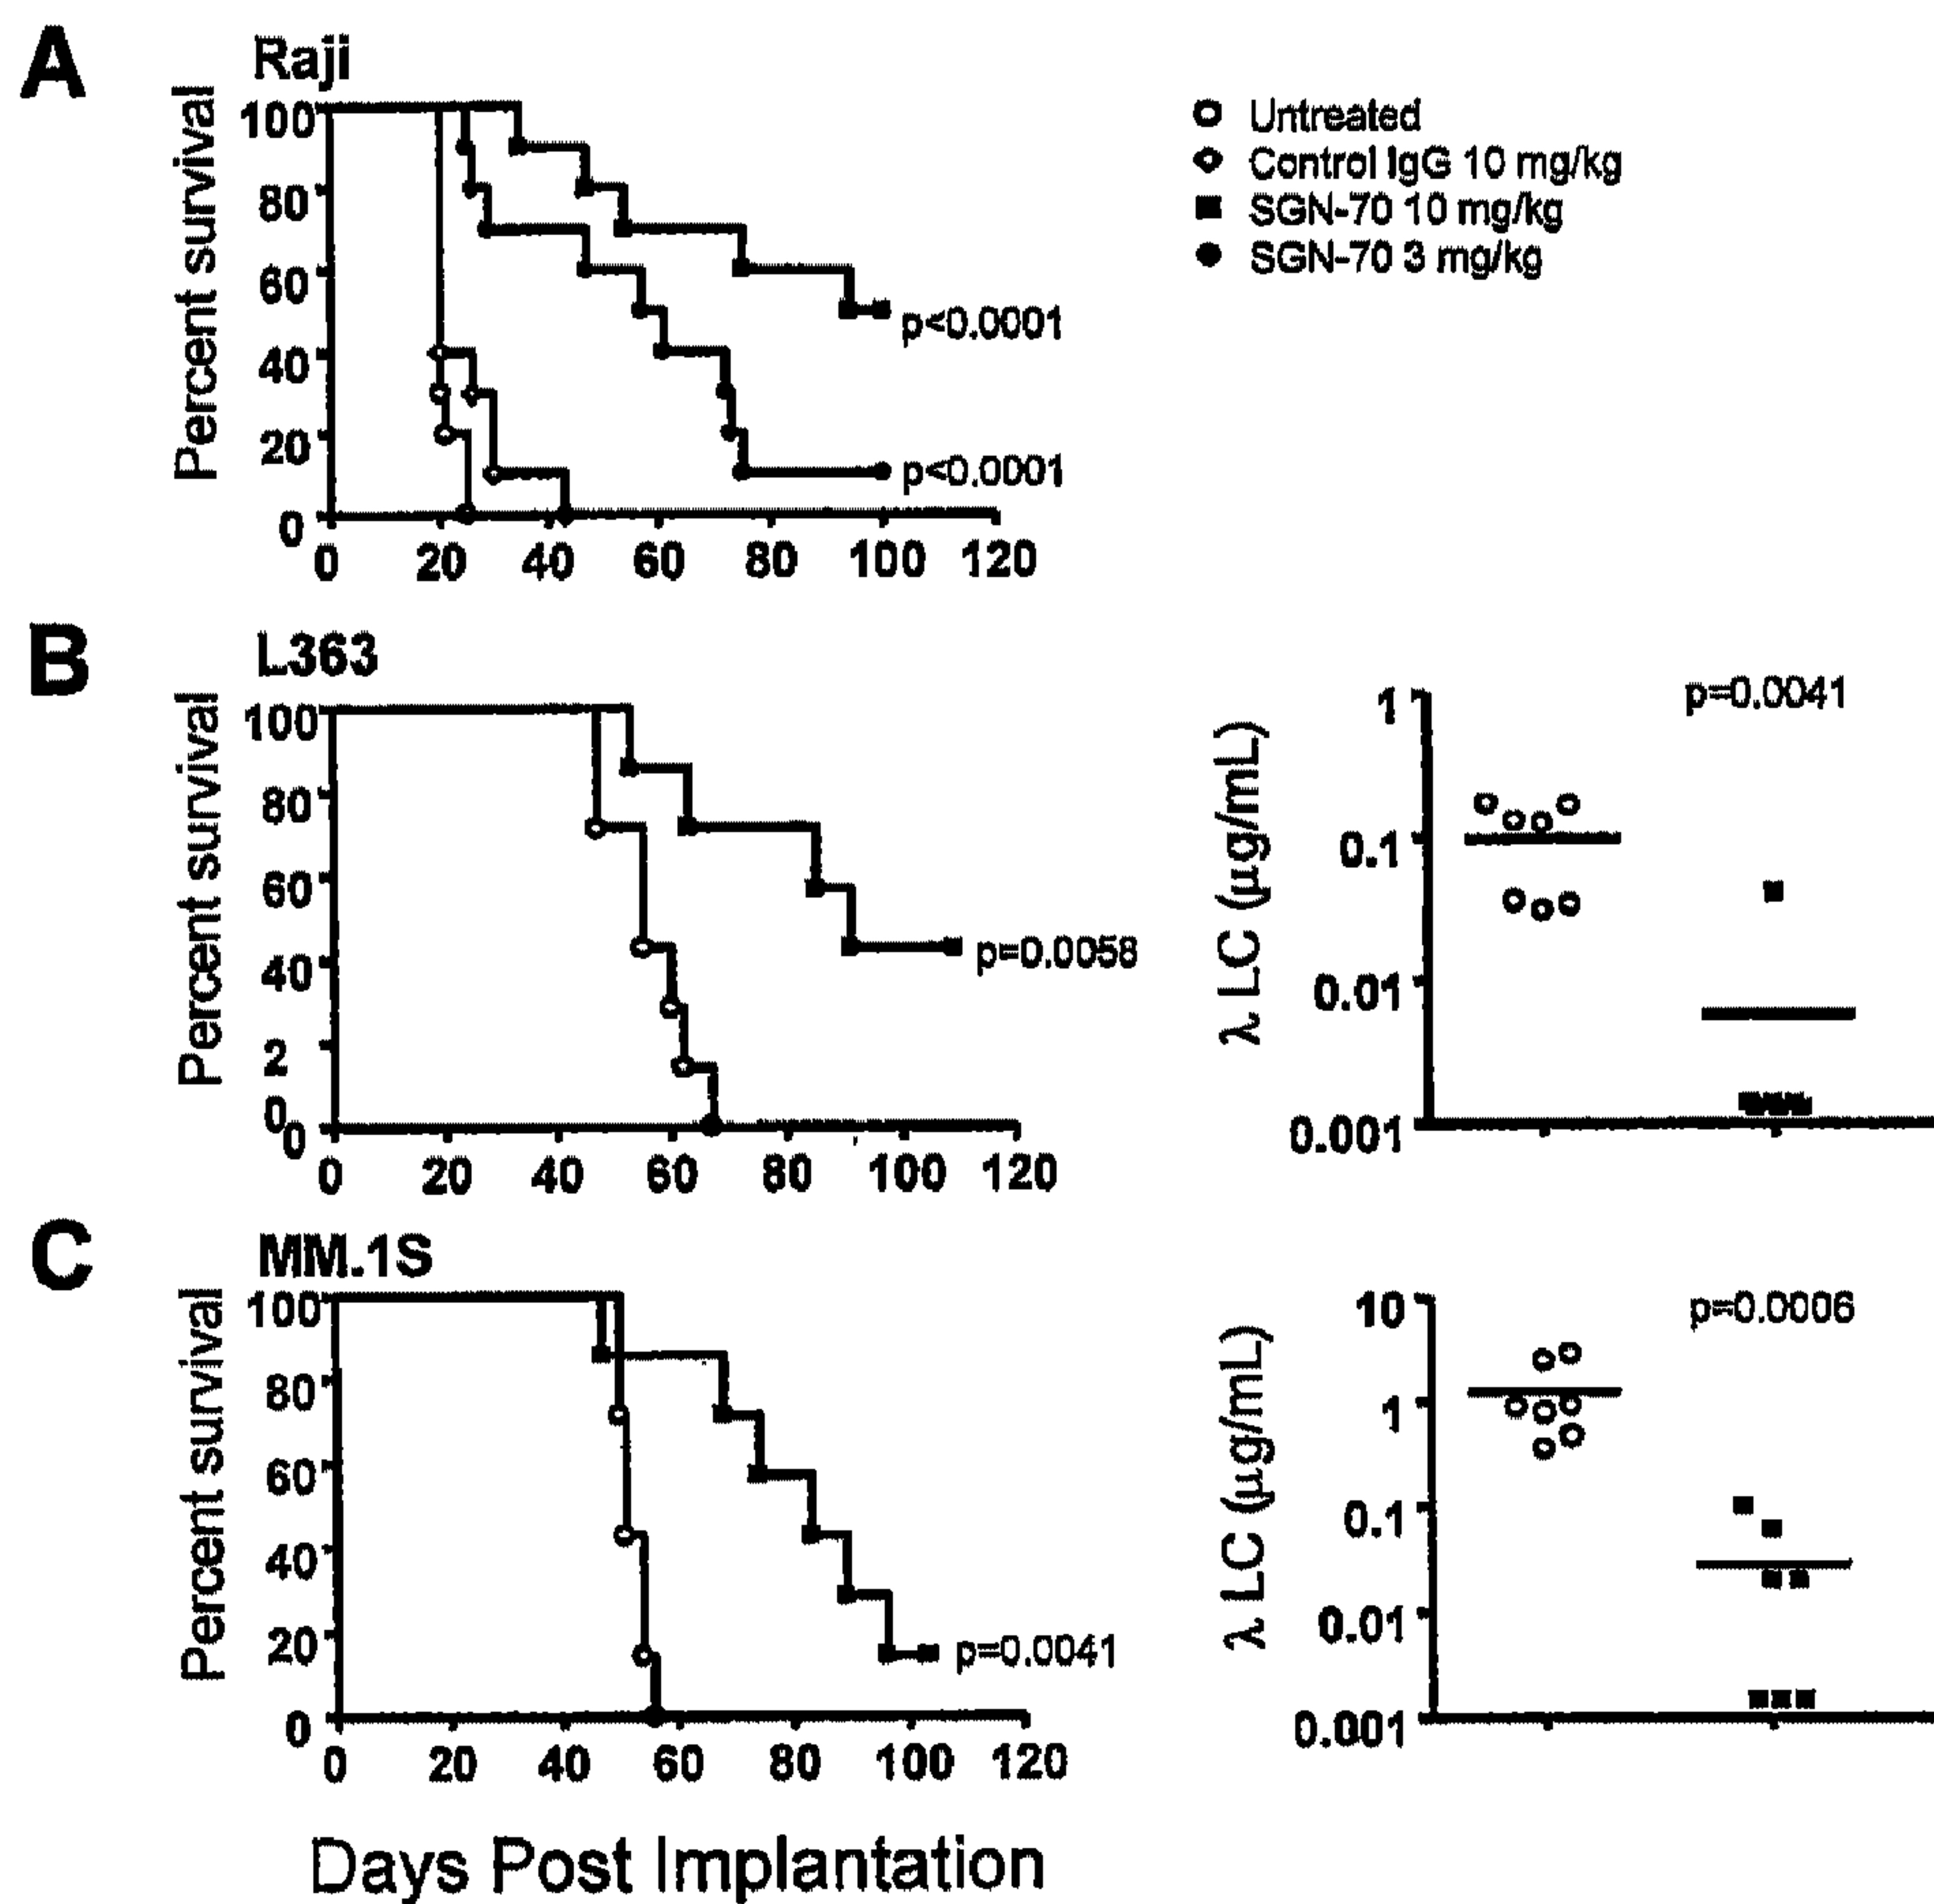 A
Raji
Percent survival
100
80
60
40
20
0
0 20 40 60 80 100 120
p<0.0001
p<0.0001
Untreated
Control IgG 10 mg/kg
SGN-70 10 mg/kg
SGN-70 3 mg/kg
B
L363
Percent survival
100
80
60
40
2
0
0
0 20 40 60 80 100 120
p=0.0058
λ LC (µg/mL)
1
0.1
0.01
0.001
p=0.0041
C
MM.1S
Percent survival
100
80
60
40
20
0
0 20 40 60 80 100 120
p=0.0041
λ LC (µg/mL)
10
1
0.1
0.01
0.001
p=0.0006
Days Post Implantation